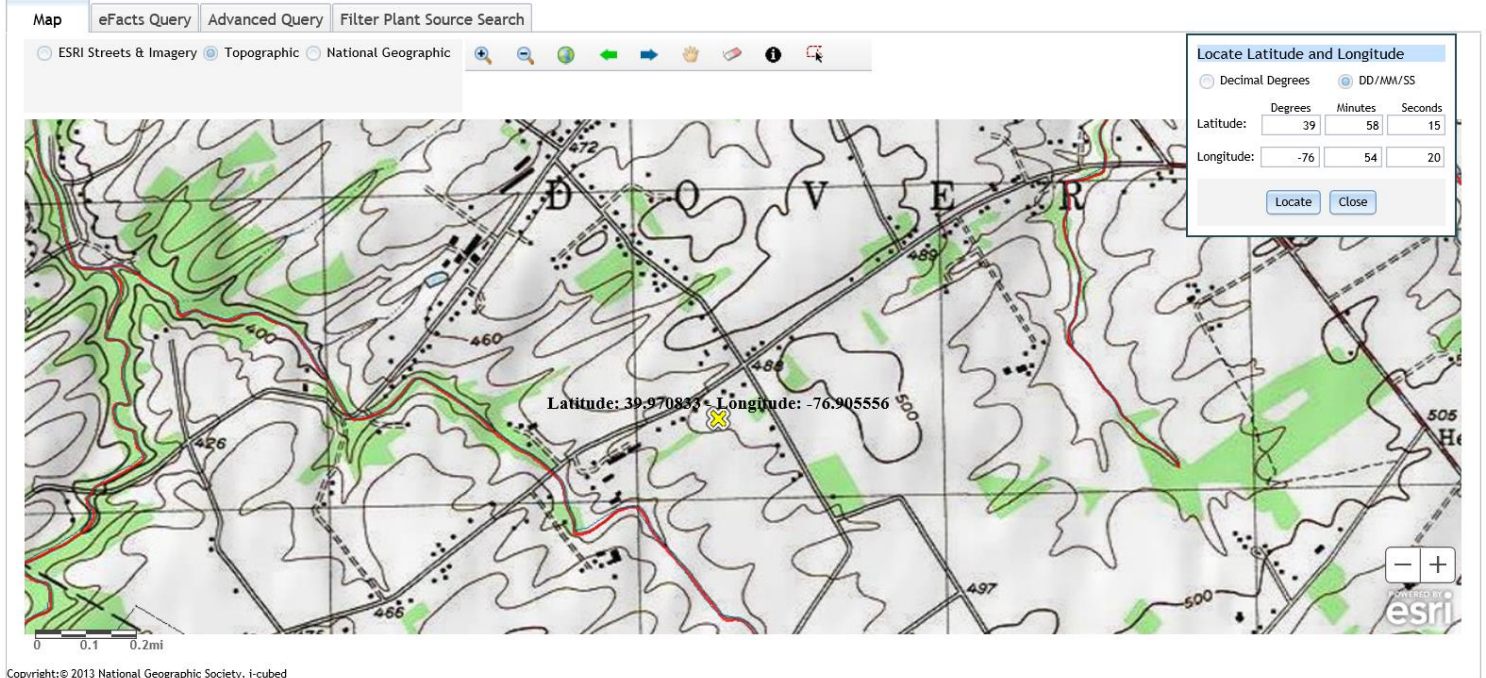 Map eFacts Query Advanced Query Filter Plant Source Search
ESRI Streets & Imagery Topographic National Geographic
Locate Latitude and Longitude
Decimal Degrees DD/MM/SS
Degrees Minutes Seconds
Latitude: 39 58 15
Longitude: -76 54 20
Locate Close
472
D O V E R
489
400
460
488
Latitude: 39.970833 - Longitude: -76.905556
500
505
He
426
497
466
500
POWERED BY
esri
0 0.1 0.2mi
Copyright:© 2013 National Geographic Society, i-cubed